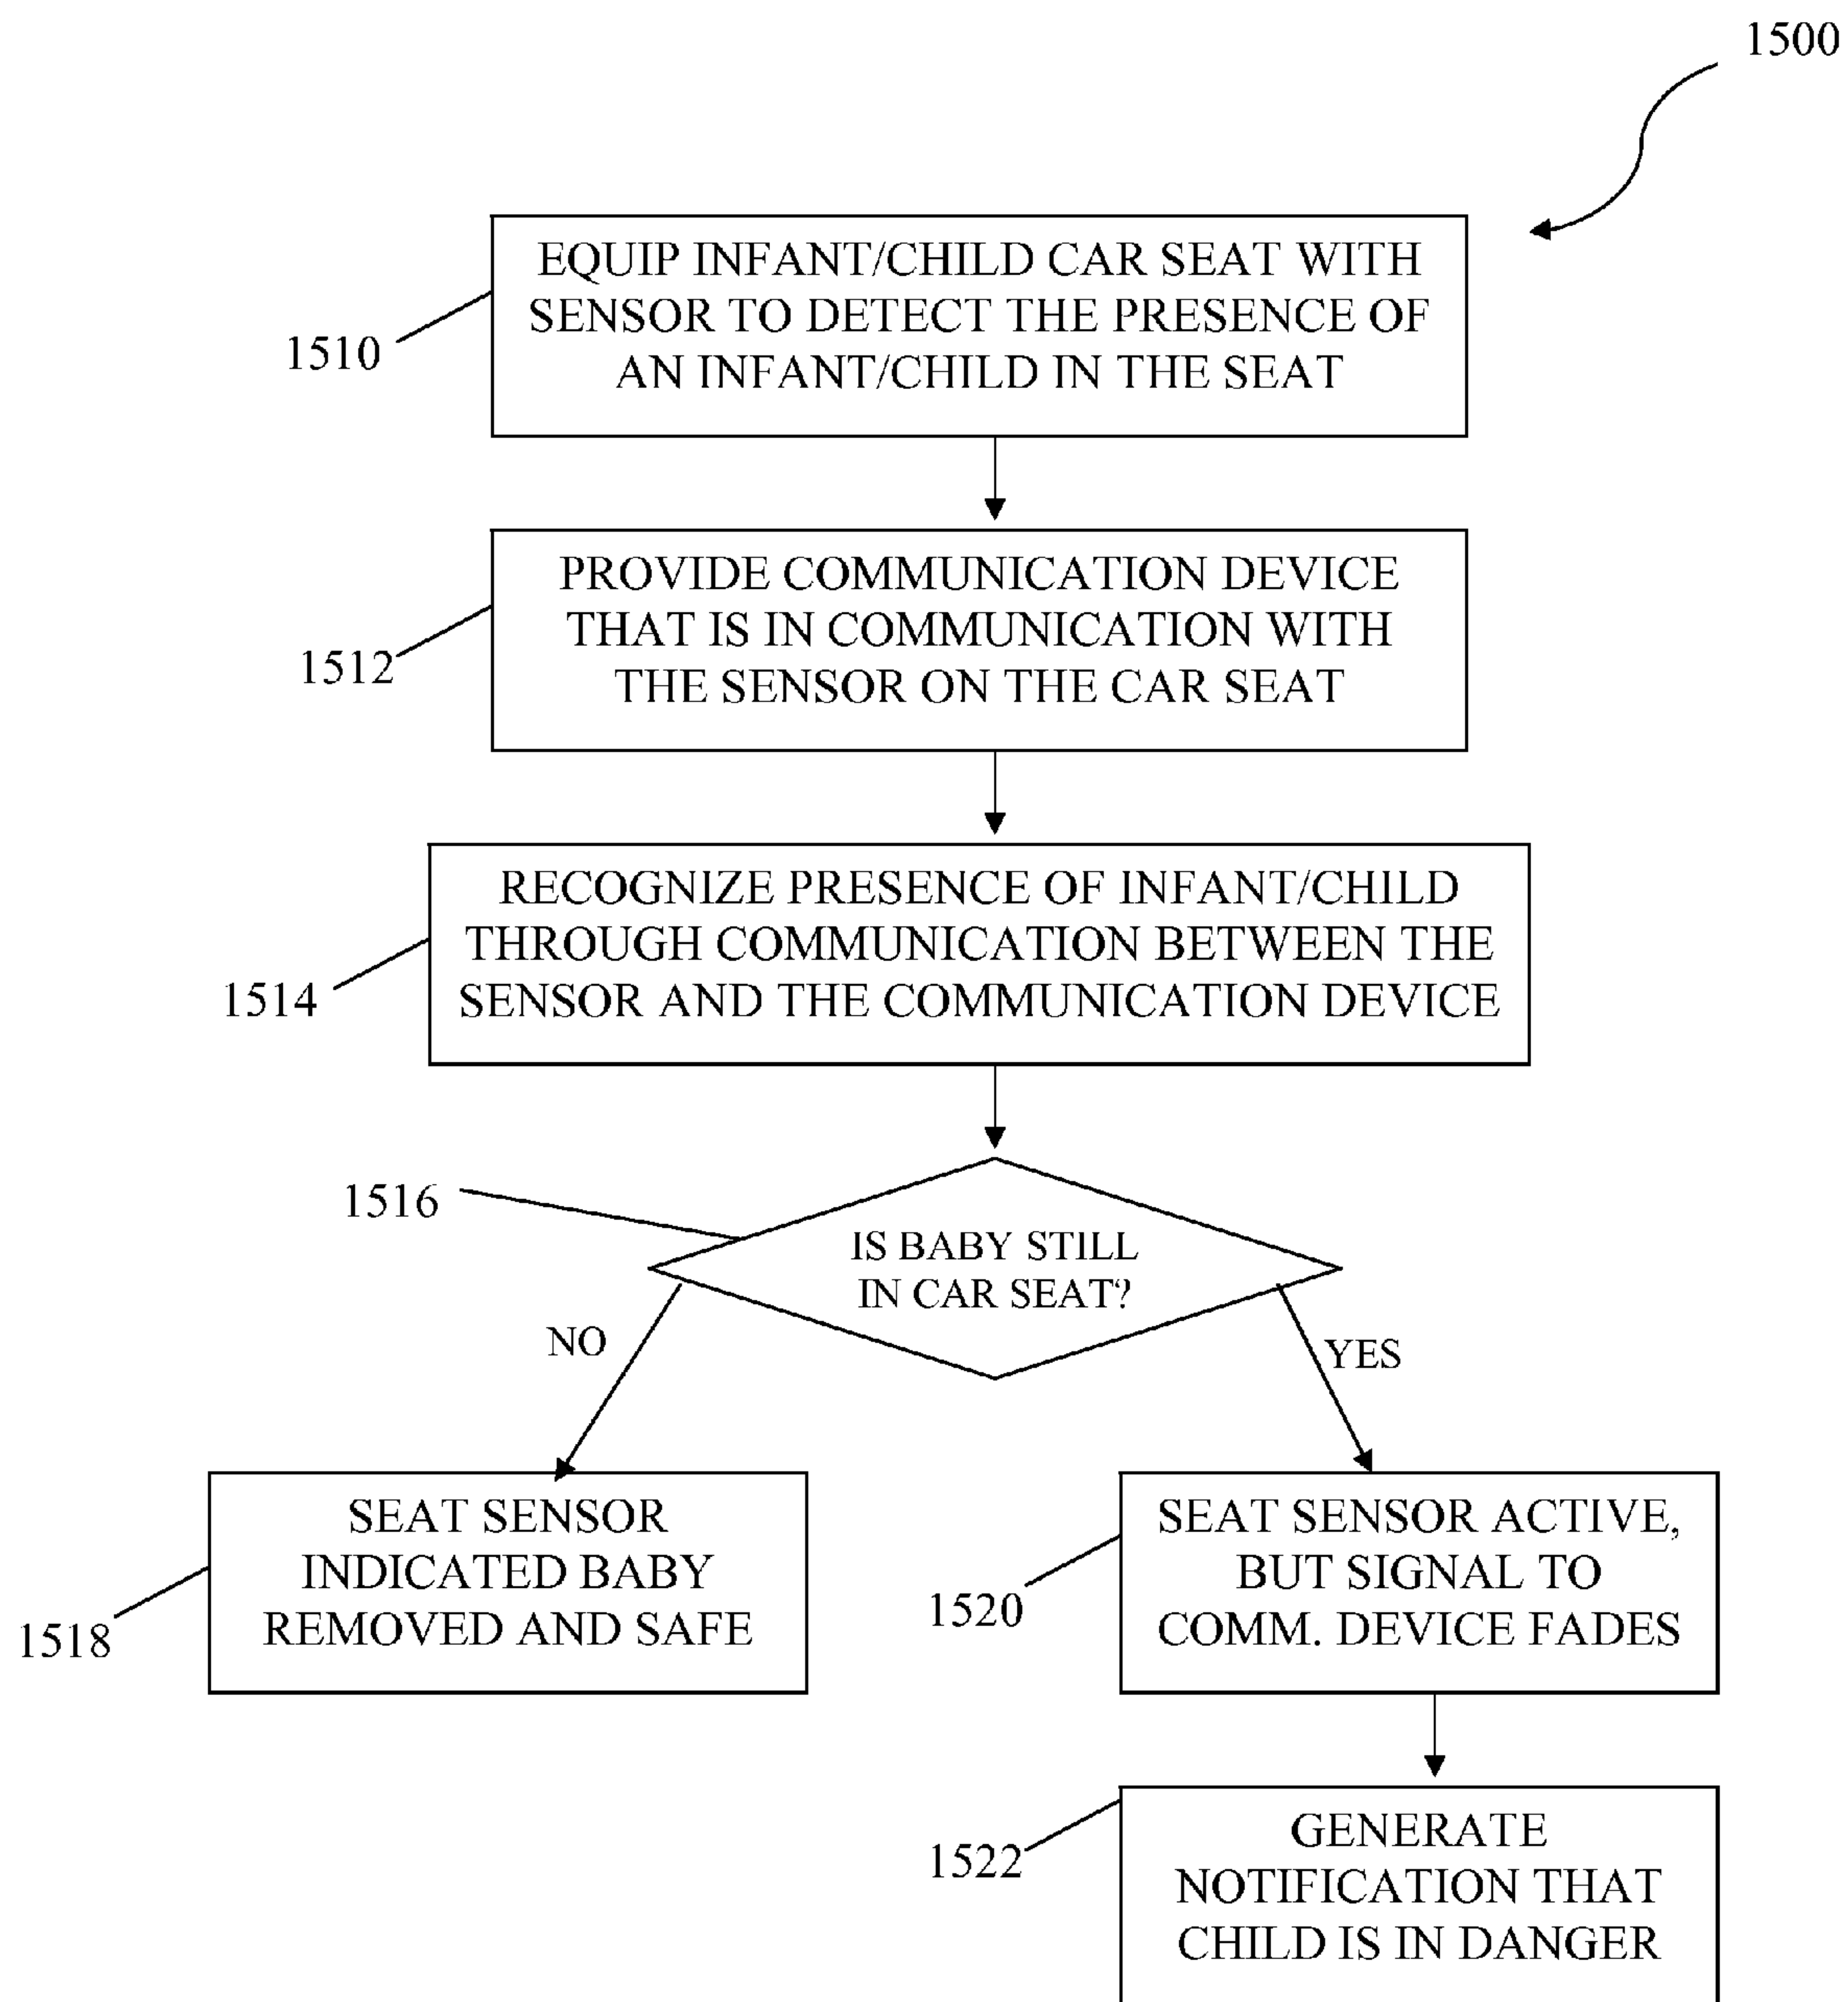 1500
EQUIP INFANT/CHILD CAR SEAT WITH
SENSOR TO DETECT THE PRESENCE OF
AN INFANT/CHILD IN THE SEAT
1510
PROVIDE COMMUNICATION DEVICE
THAT IS IN COMMUNICATION WITH
THE SENSOR ON THE CAR SEAT
1512
RECOGNIZE PRESENCE OF INFANT/CHILD
THROUGH COMMUNICATION BETWEEN THE
SENSOR AND THE COMMUNICATION DEVICE
1514
1516
IS BABY STILL
IN CAR SEAT?
NO
YES
SEAT SENSOR
INDICATED BABY
REMOVED AND SAFE
1518
SEAT SENSOR ACTIVE,
BUT SIGNAL TO
COMM. DEVICE FADES
1520
GENERATE
NOTIFICATION THAT
CHILD IS IN DANGER
1522